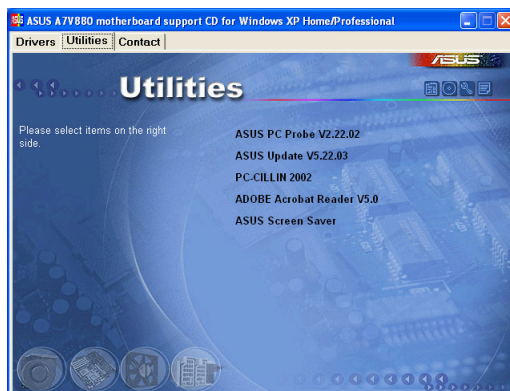 ASUS A7V880 motherboard support CD for Windows XP Home/Professional
Drivers Utilities Contact
ASUS
Utilities
Please select items on the right
side.
ASUS PC Probe V2.22.02
ASUS Update V5.22.03
PC-CILLIN 2002
ADOBE Acrobat Reader V5.0
ASUS Screen Saver